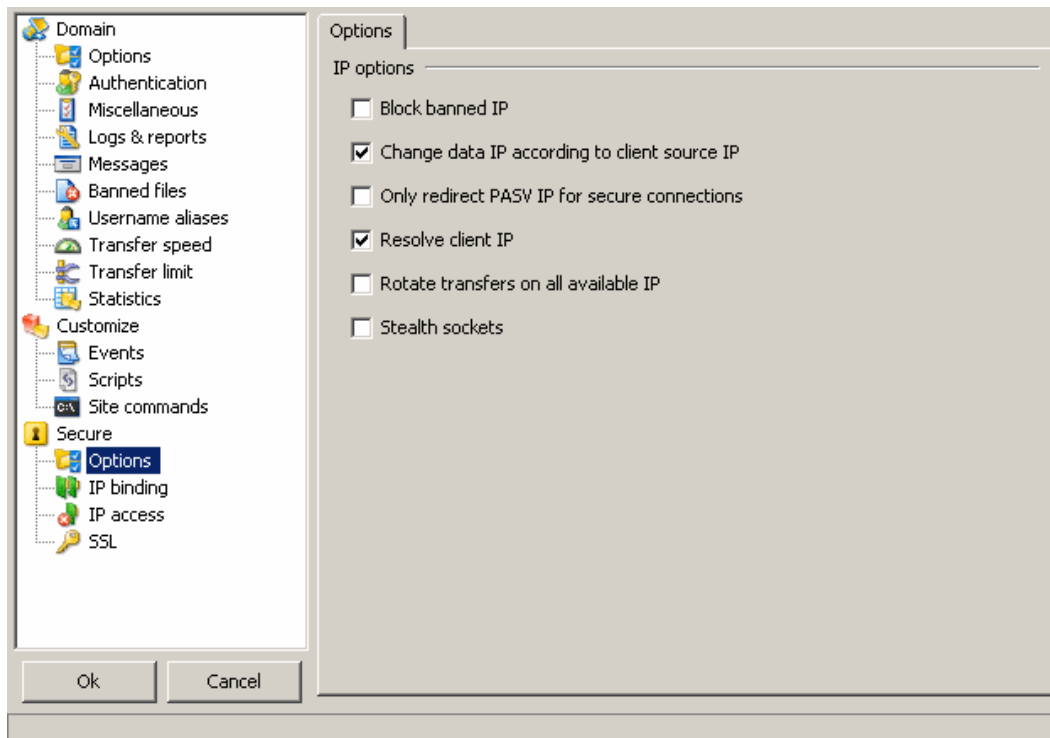 Domain
Options
Authentication
Miscellaneous
Logs & reports
Messages
Banned files
Username aliases
Transfer speed
Transfer limit
Statistics
Customize
Events
Scripts
Site commands
Secure
Options
IP binding
IP access
SSL
Ok
Cancel
Options
IP options
Block banned IP
Change data IP according to client source IP
Only redirect PASV IP for secure connections
Resolve client IP
Rotate transfers on all available IP
Stealth sockets